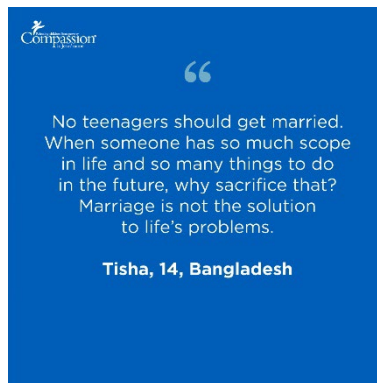 Compassion
“
No teenagers should get married.
When someone has so much scope
in life and so many things to do
in the future, why sacrifice that?
Marriage is not the solution
to life’s problems.
Tisha, 14, Bangladesh